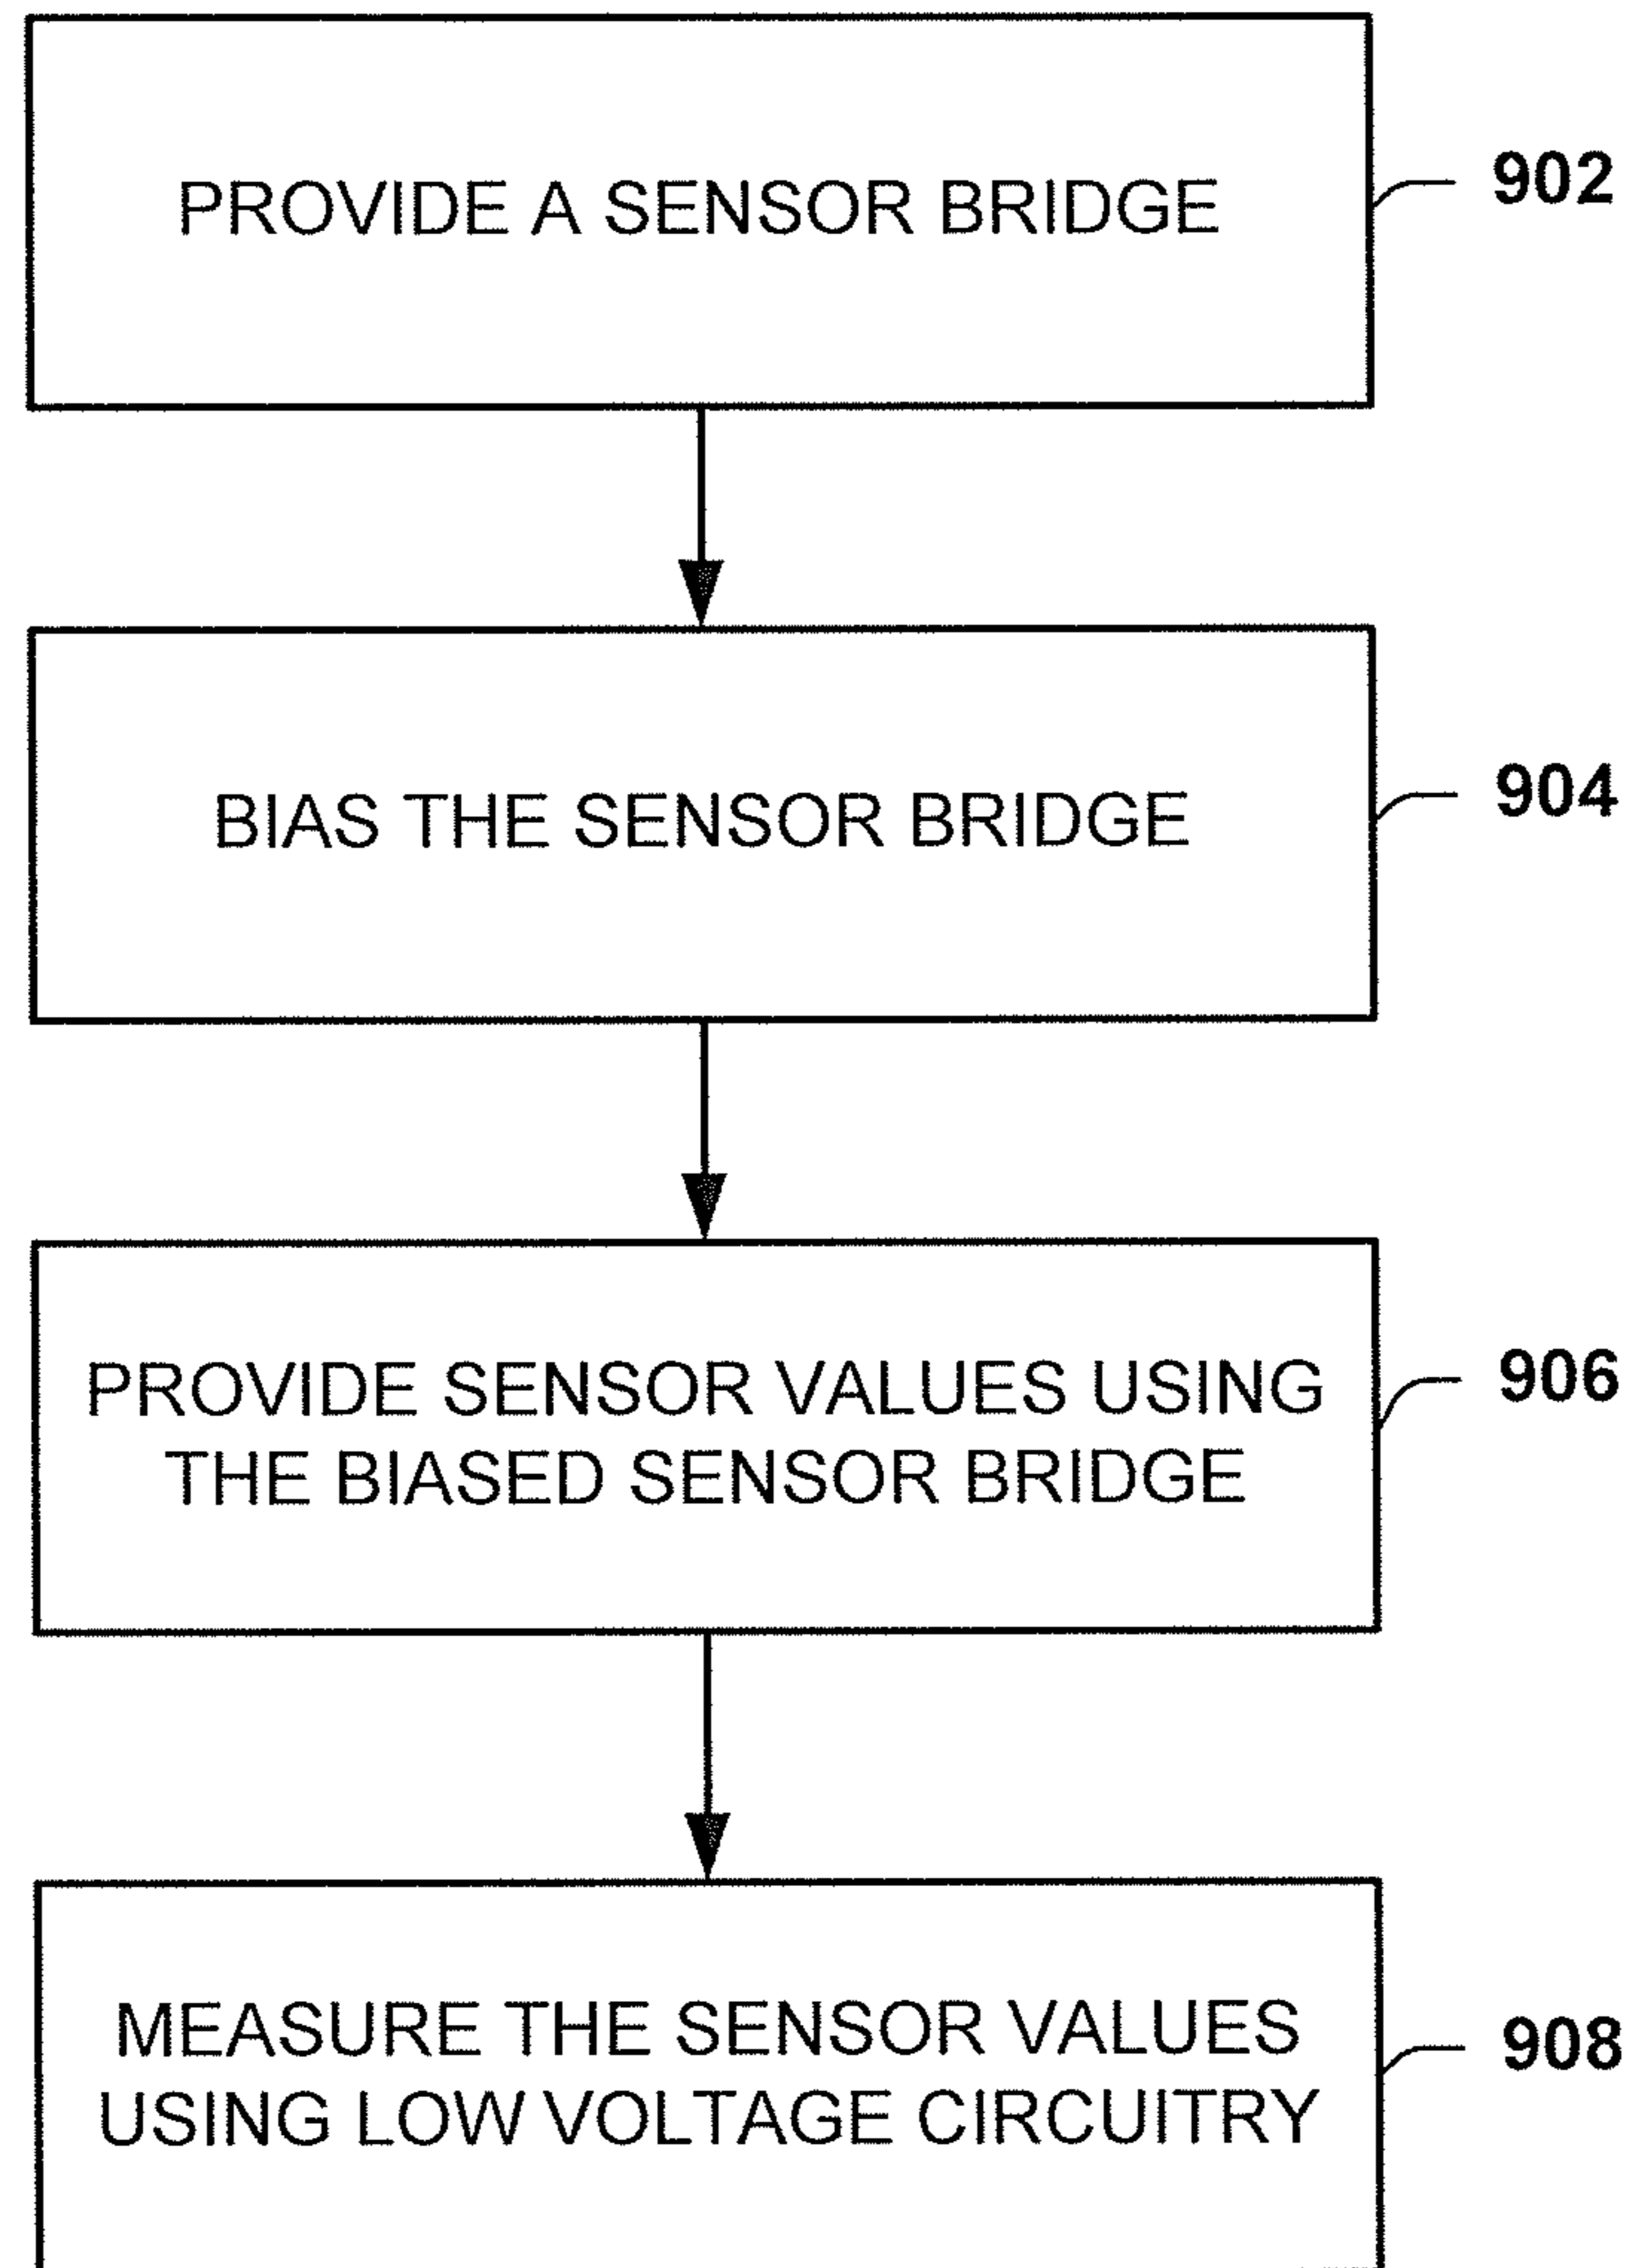 PROVIDE A SENSOR BRIDGE
902
BIAS THE SENSOR BRIDGE
904
PROVIDE SENSOR VALUES USING
THE BIASED SENSOR BRIDGE
906
MEASURE THE SENSOR VALUES
USING LOW VOLTAGE CIRCUITRY
908